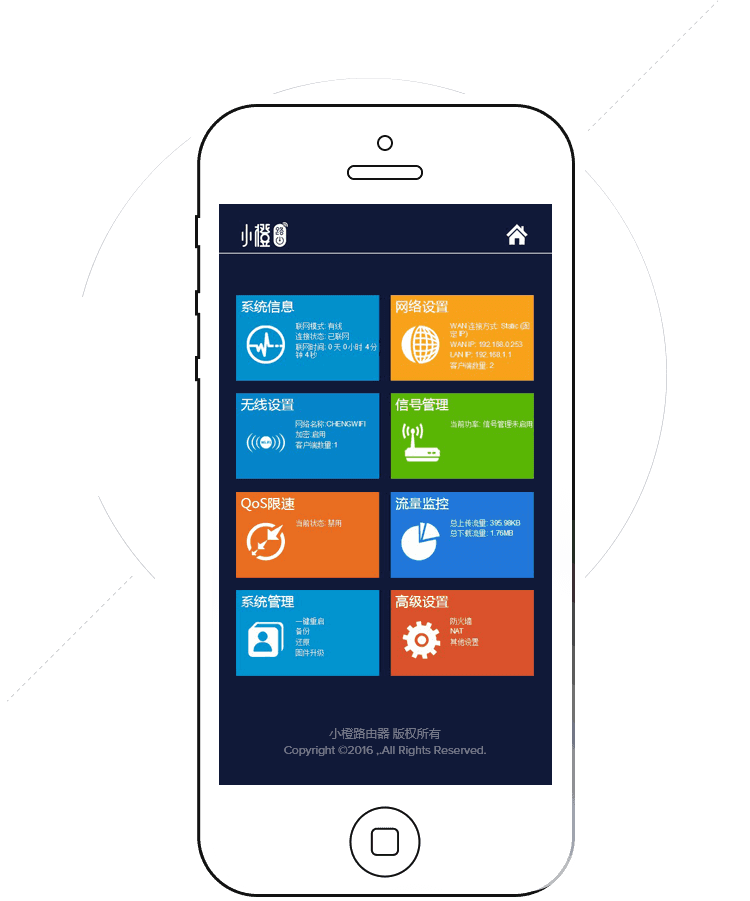 小橙路
系统信息
联网模式: 有线
连接状态: 已联网
联网时间: 0 天 0小时 4分
钟 4秒
网络设置
WAN 连接方式: Static (固
定 IP)
WAN IP: 192.168.0.253
LAN IP: 192.168.1.1
客户端数量: 2
无线设置
网络名称:CHENGWIFI
加密:启用
客户端数量:1
信号管理
当前功率: 信号管理未启用
QoS限速
当前状态: 禁用
流量监控
总上传流量: 395.98KB
总下载流量: 1.76MB
系统管理
一键重启
备份
还原
固件升级
高级设置
防火墙
NAT
其他设置
小橙路由器 版权所有
Copyright ©2016 ,.All Rights Reserved.